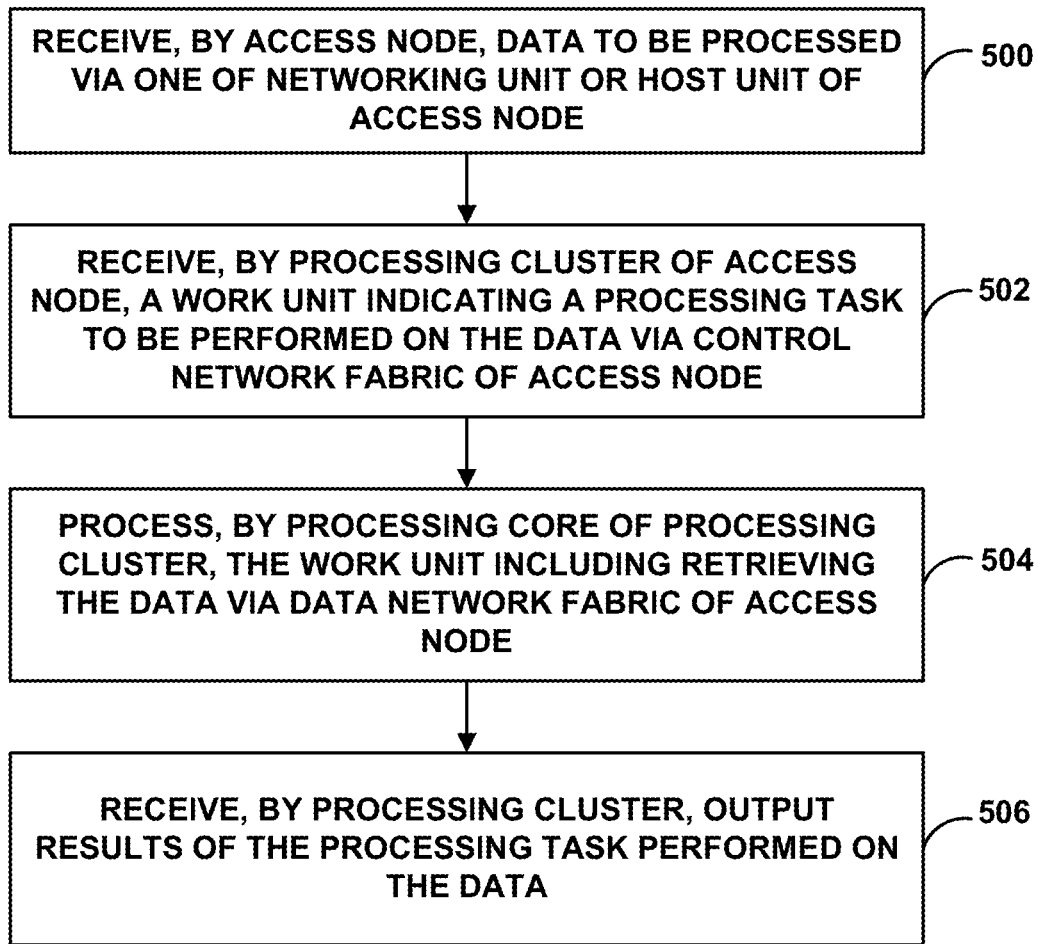 RECEIVE, BY ACCESS NODE, DATA TO BE PROCESSED
VIA ONE OF NETWORKING UNIT OR HOST UNIT OF
ACCESS NODE
500
RECEIVE, BY PROCESSING CLUSTER OF ACCESS
NODE, A WORK UNIT INDICATING A PROCESSING TASK
TO BE PERFORMED ON THE DATA VIA CONTROL
NETWORK FABRIC OF ACCESS NODE
502
PROCESS, BY PROCESSING CORE OF PROCESSING
CLUSTER, THE WORK UNIT INCLUDING RETRIEVING
THE DATA VIA DATA NETWORK FABRIC OF ACCESS
NODE
504
RECEIVE, BY PROCESSING CLUSTER, OUTPUT
RESULTS OF THE PROCESSING TASK PERFORMED ON
THE DATA
506